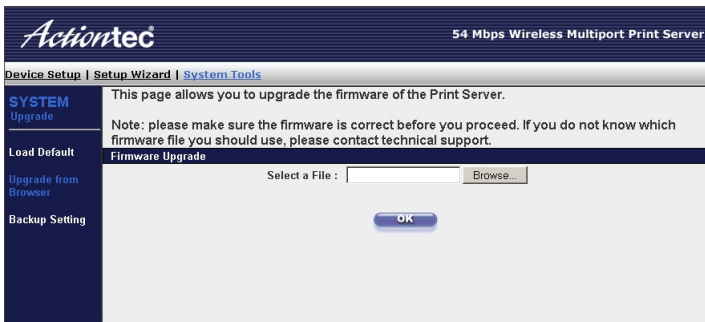 Actiontec
54 Mbps Wireless Multiport Print Server
Device Setup | Setup Wizard | System Tools
SYSTEM
Upgrade
Load Default
Upgrade from
Browser
Backup Setting
This page allows you to upgrade the firmware of the Print Server.
Note: please make sure the firmware is correct before you proceed. If you do not know which
firmware file you should use, please contact technical support.
Firmware Upgrade
Select a File : Browse...
OK